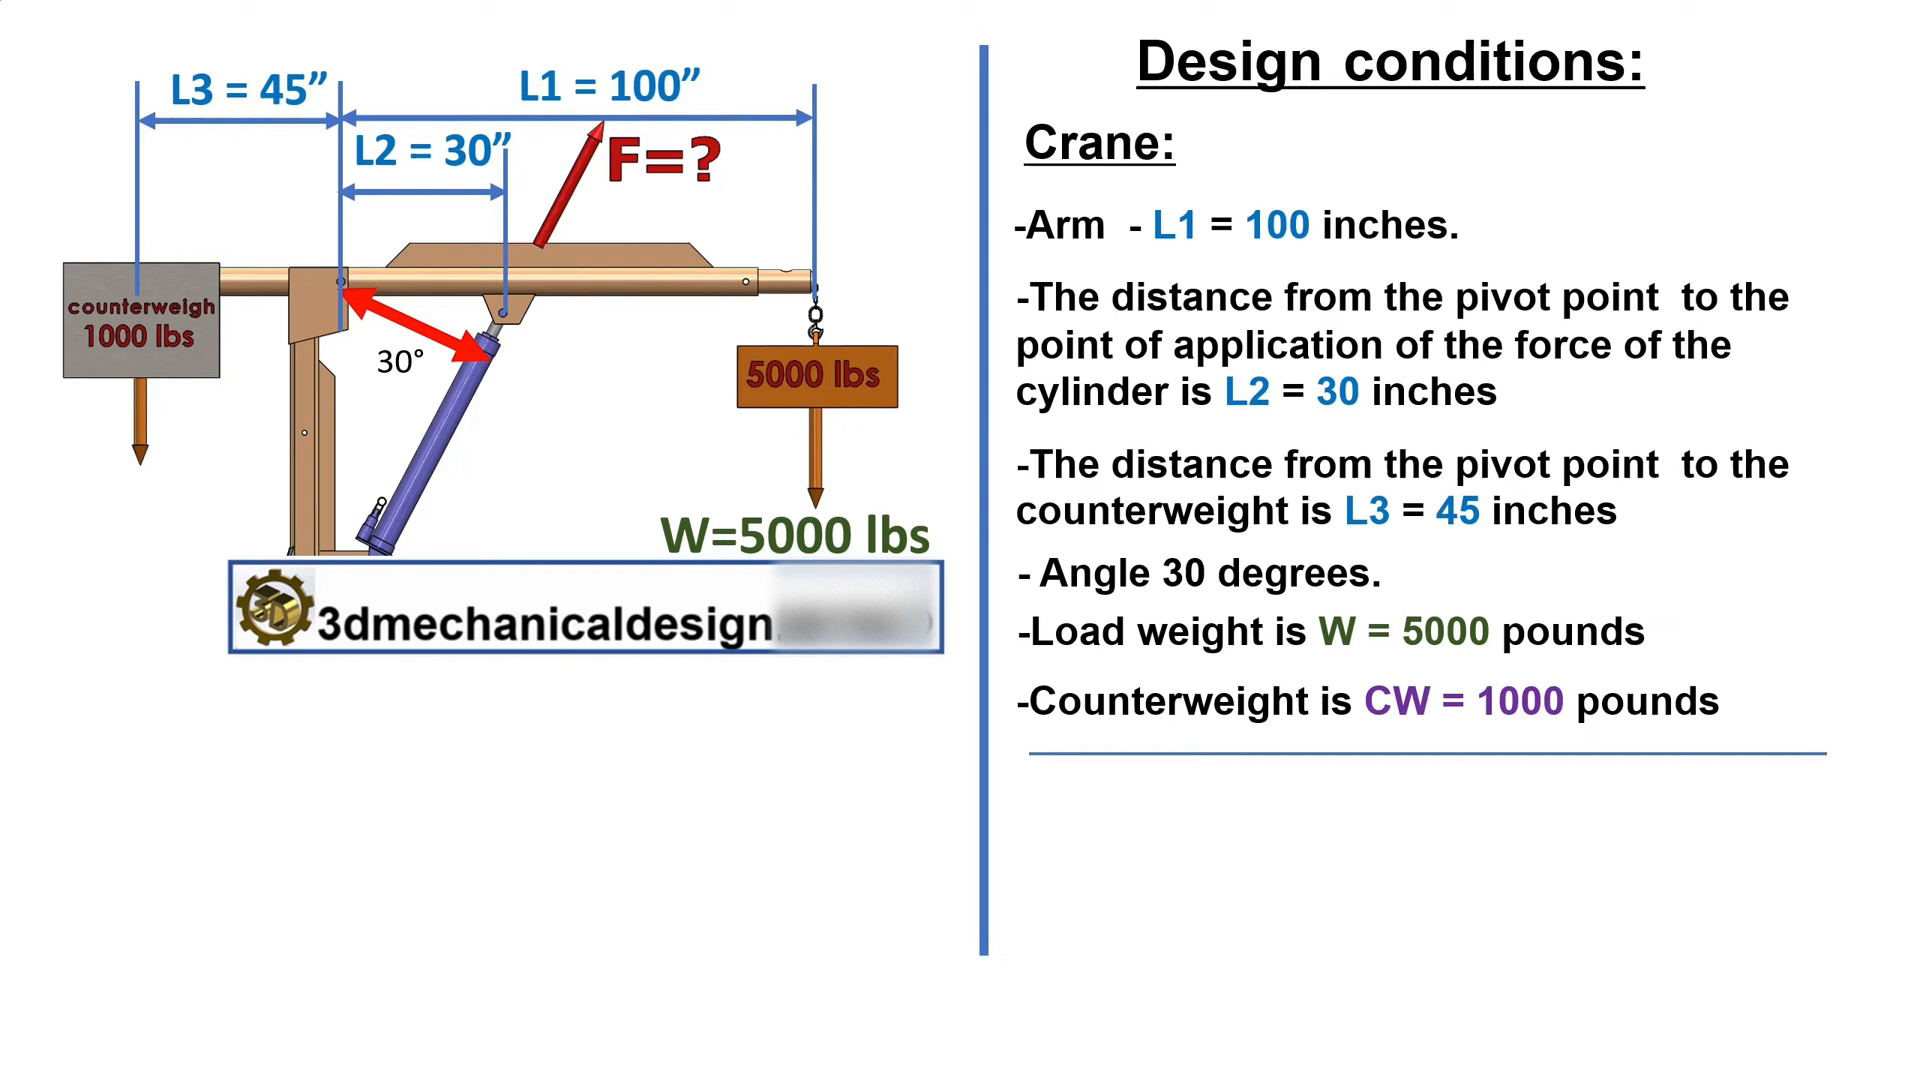 Design conditions:
L3 = 45”
L1 = 100”
L2 = 30”
F=?
Crane:
-Arm - L1 = 100 inches.
-The distance from the pivot point to the
point of application of the force of the
cylinder is L2 = 30 inches
-The distance from the pivot point to the
counterweight is L3 = 45 inches
- Angle 30 degrees.
-Load weight is W = 5000 pounds
-Counterweight is CW = 1000 pounds
counterweigh
1000 lbs
30°
5000 lbs
W=5000 lbs
3D
3dmechanicaldesign